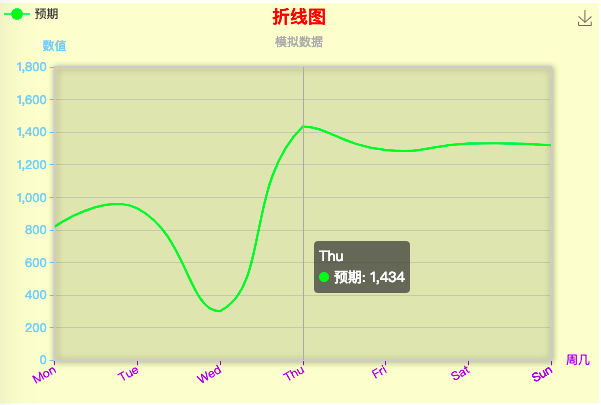 预期
折线图
模拟数据
数值
1,800
1,600
1,400
1,200
1,000
800
600
400
200
0
Thu
预期: 1,434
Mon
Tue
Wed
Thu
Fri
Sat
Sun
周几